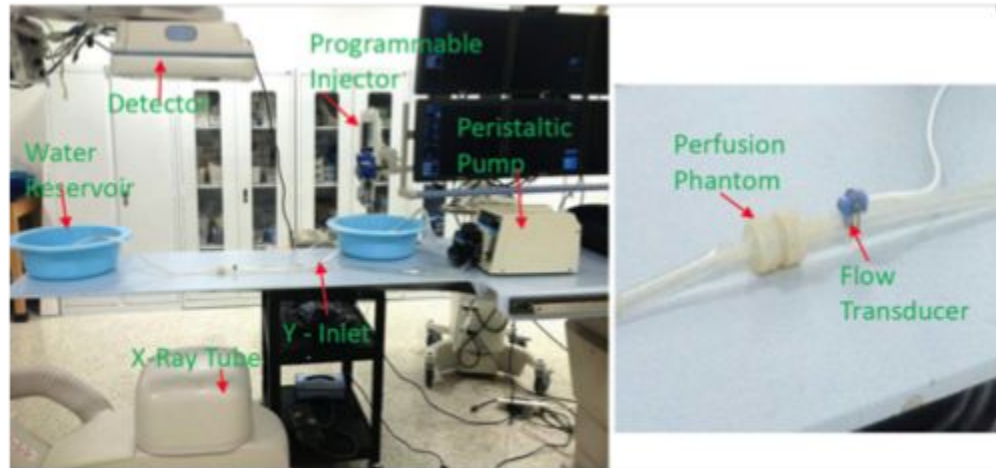 Programmable
Injector
Detector
Water
Reservoir
Peristaltic
Pump
Y - Inlet
X-Ray Tube
Perfusion
Phantom
Flow
Transducer